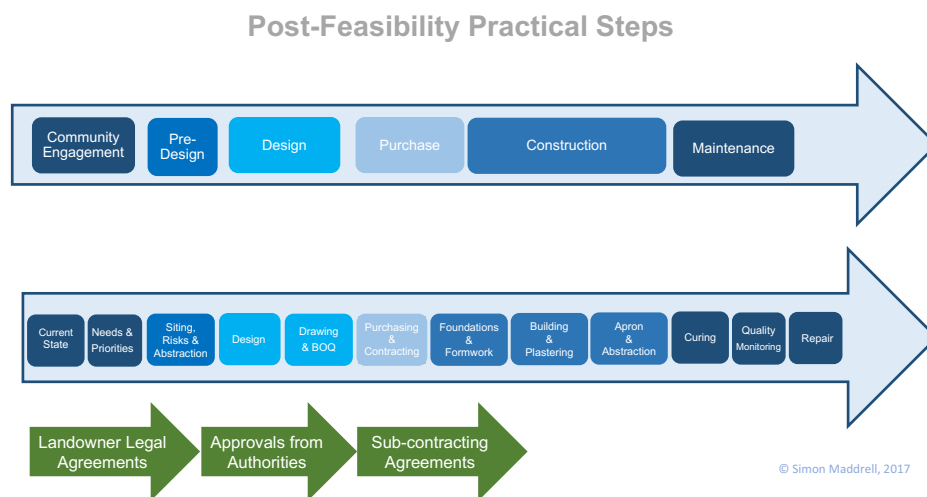 Post-Feasibility Practical Steps
Community
Engagement
Pre-
Design
Design
Purchase
Construction
Maintenance
Current
State
Needs &
Priorities
Siting,
Risks &
Abstraction
Design
Drawing
& BOQ
Purchasing
&
Contracting
Foundations
&
Formwork
Building
&
Plastering
Apron
&
Abstraction
Curing
Quality
Monitoring
Repair
Landowner Legal
Agreements
Approvals from
Authorities
Sub-contracting
Agreements
© Simon Maddrell, 2017